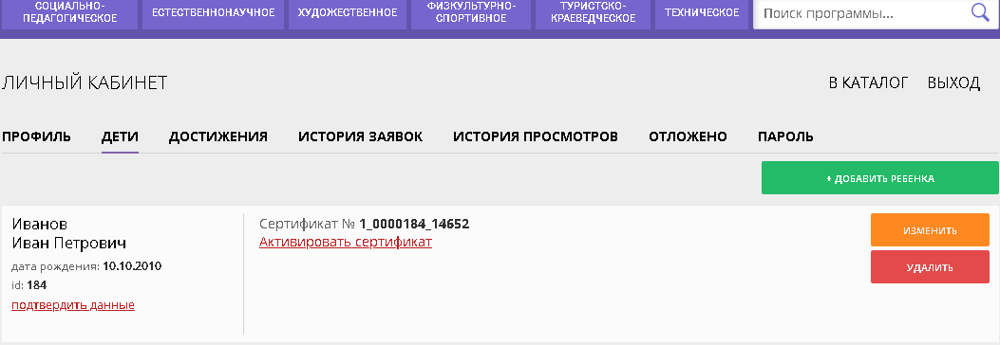 СОЦИАЛЬНО-
ПЕДАГОГИЧЕСКОЕ
ЕСТЕСТВЕННОНАУЧНОЕ
ХУДОЖЕСТВЕННОЕ
ФИЗКУЛЬТУРНО-
СПОРТИВНОЕ
ТУРИСТСКО-
КРАЕВЕДЧЕСКОЕ
ТЕХНИЧЕСКОЕ
Поиск программы...
ЛИЧНЫЙ КАБИНЕТ
В КАТАЛОГ ВЫХОД
ПРОФИЛЬ ДЕТИ ДОСТИЖЕНИЯ ИСТОРИЯ ЗАЯВОК ИСТОРИЯ ПРОСМОТРОВ ОТЛОЖЕНО ПАРОЛЬ
+ ДОБАВИТЬ РЕБЕНКА
Иванов
Иван Петрович
дата рождения: 10.10.2010
id: 184
подтвердить данные
Сертификат № 1_0000184_14652
Активировать сертификат
ИЗМЕНИТЬ
УДАЛИТЬ